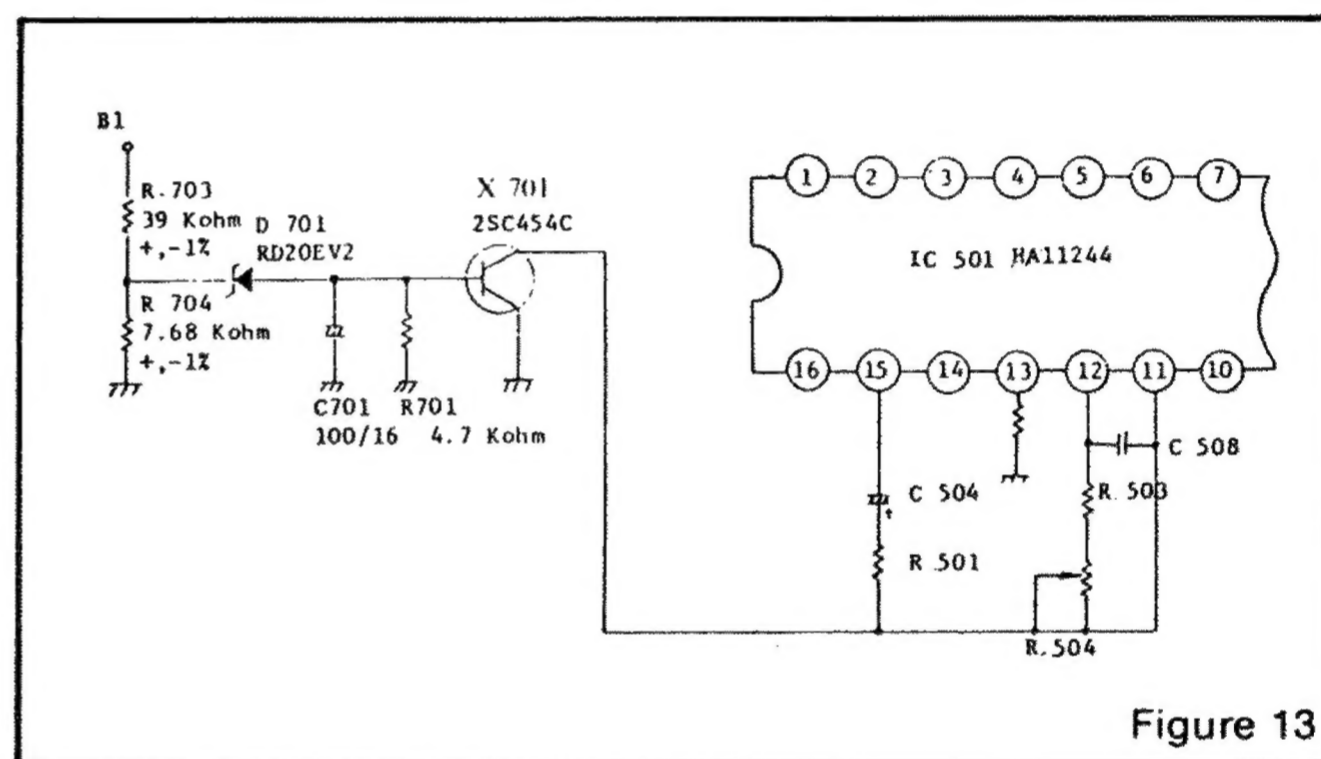 B1
R.703
39 Kohm
+,-1%
D 701
RD20EV2
X 701
2SC454C
R 704
7.68 Kohm
+,-1%
C701
100/16
R701
4.7 Kohm
1 2 3 4 5 6 7
IC 501 HA11244
16 15 14 13 12 11 10
C 508
C 504
R.503
R 501
R.504
Figure 13